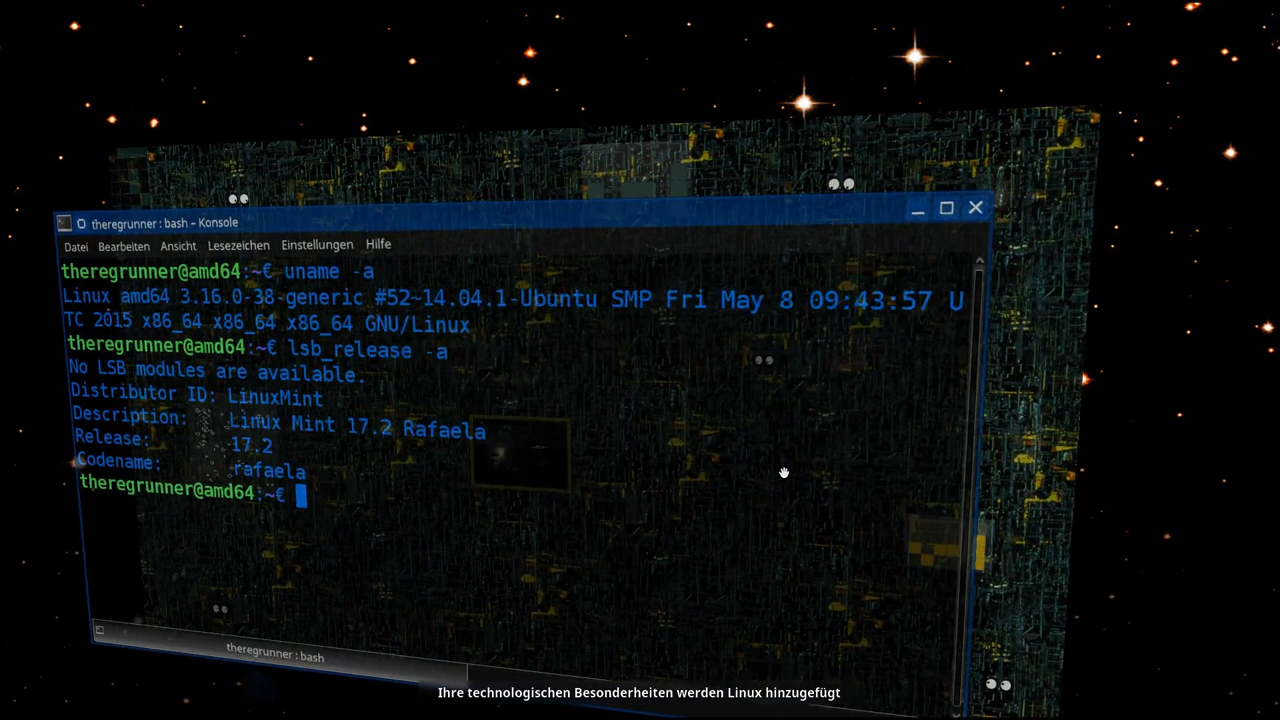 theregrunner : bash – Konsole
Datei Bearbeiten Ansicht Lesezeichen Einstellungen Hilfe
theregrunner@amd64:~€ uname -a
Linux amd64 3.16.0-38-generic #52~14.04.1-Ubuntu SMP Fri May 8 09:43:57 U
TC 2015 x86_64 x86_64 x86_64 GNU/Linux
theregrunner@amd64:~€ lsb_release -a
No LSB modules are available.
Distributor ID: LinuxMint
Description: Linux Mint 17.2 Rafaela
Release: 17.2
Codename: rafaela
theregrunner@amd64:~€
theregrunner : bash
Ihre technologischen Besonderheiten werden Linux hinzugefügt